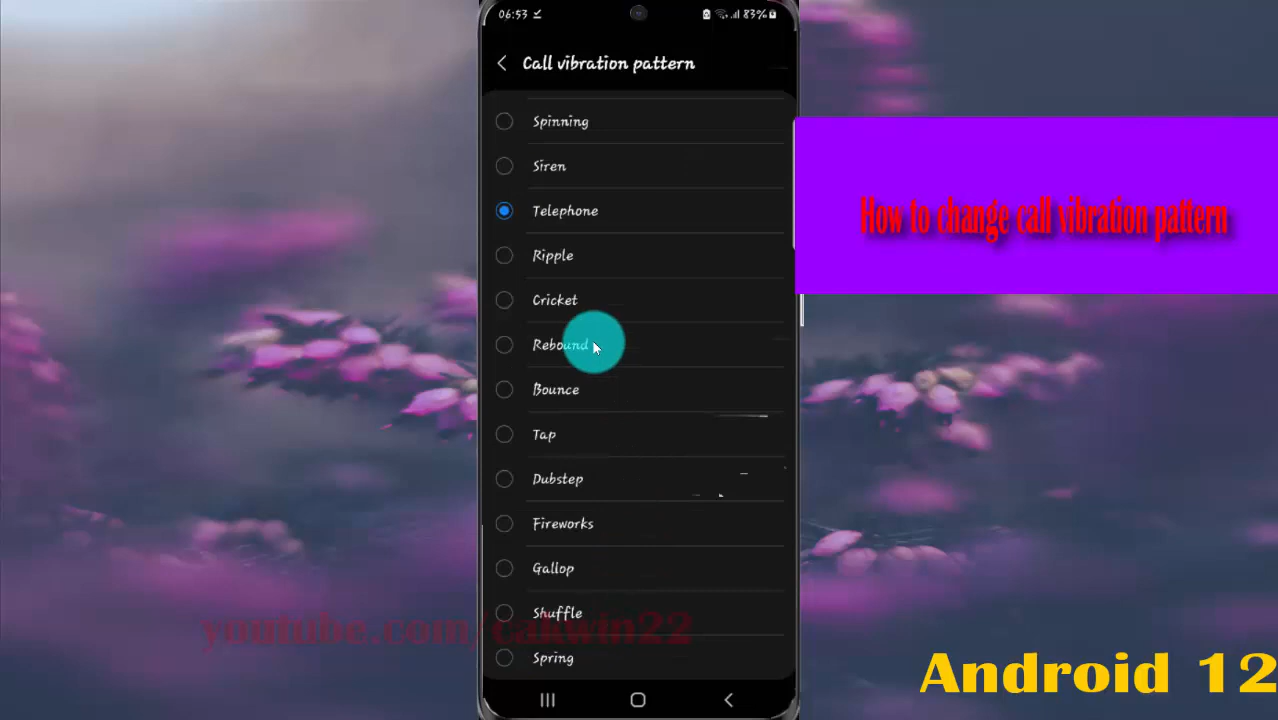 06:53
83%
Call vibration pattern
Spinning
Siren
Telephone
Ripple
Cricket
Rebound
Bounce
Tap
Dubstep
Fireworks
Gallop
Shuffle
Spring
How to change call vibration pattern
youtube.com/cakwin22
Android 12